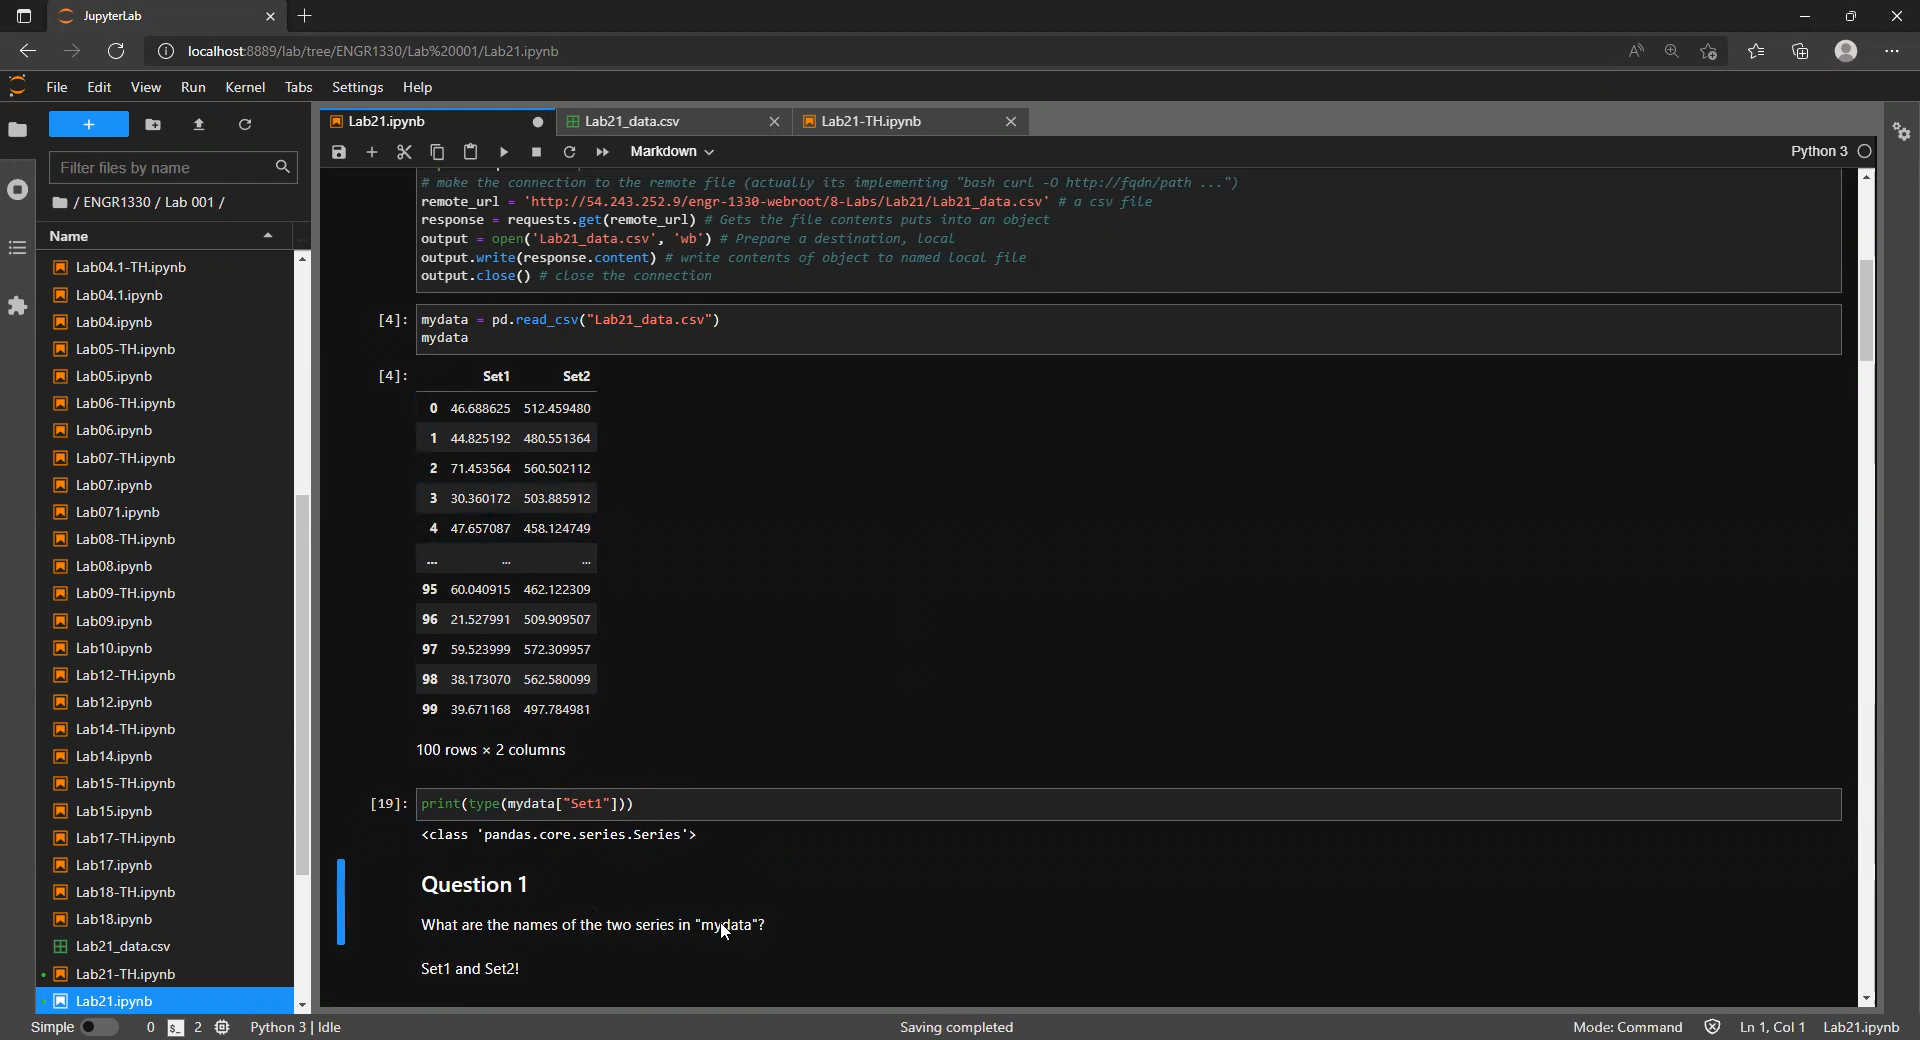 JupyterLab
localhost:8889/lab/tree/ENGR1330/Lab%20001/Lab21.ipynb
File Edit View Run Kernel Tabs Settings Help
+
Filter files by name
/ ENGR1330 / Lab 001 /
Name
Lab04.1-TH.ipynb
Lab04.1.ipynb
Lab04.ipynb
Lab05-TH.ipynb
Lab05.ipynb
Lab06-TH.ipynb
Lab06.ipynb
Lab07-TH.ipynb
Lab07.ipynb
Lab071.ipynb
Lab08-TH.ipynb
Lab08.ipynb
Lab09-TH.ipynb
Lab09.ipynb
Lab10.ipynb
Lab12-TH.ipynb
Lab12.ipynb
Lab14-TH.ipynb
Lab14.ipynb
Lab15-TH.ipynb
Lab15.ipynb
Lab17-TH.ipynb
Lab17.ipynb
Lab18-TH.ipynb
Lab18.ipynb
Lab21_data.csv
Lab21-TH.ipynb
Lab21.ipynb
Lab21.ipynb Lab21_data.csv Lab21-TH.ipynb
Markdown Python 3
# make the connection to the remote file (actually its implementing "bash curl -O http://fqdn/path ...")
remote_url = 'http://54.243.252.9/engr-1330-webroot/8-Labs/Lab21/Lab21_data.csv' # a csv file
response = requests.get(remote_url) # Gets the file contents puts into an object
output = open('Lab21_data.csv', 'wb') # Prepare a destination, local
output.write(response.content) # write contents of object to named local file
output.close() # close the connection
[4]: mydata = pd.read_csv("Lab21_data.csv")
mydata
[4]: Set1 Set2
0 46.688625 512.459480
1 44.825192 480.551364
2 71.453564 560.502112
3 30.360172 503.885912
4 47.657087 458.124749
... ... ...
95 60.040915 462.122309
96 21.527991 509.909507
97 59.523999 572.309957
98 38.173070 562.580099
99 39.671168 497.784981
100 rows × 2 columns
[19]: print(type(mydata["Set1"]))
<class 'pandas.core.series.Series'>
Question 1
What are the names of the two series in "mydata"?
Set1 and Set2!
Simple 0 2 Python 3 | Idle Saving completed Mode: Command Ln 1, Col 1 Lab21.ipynb